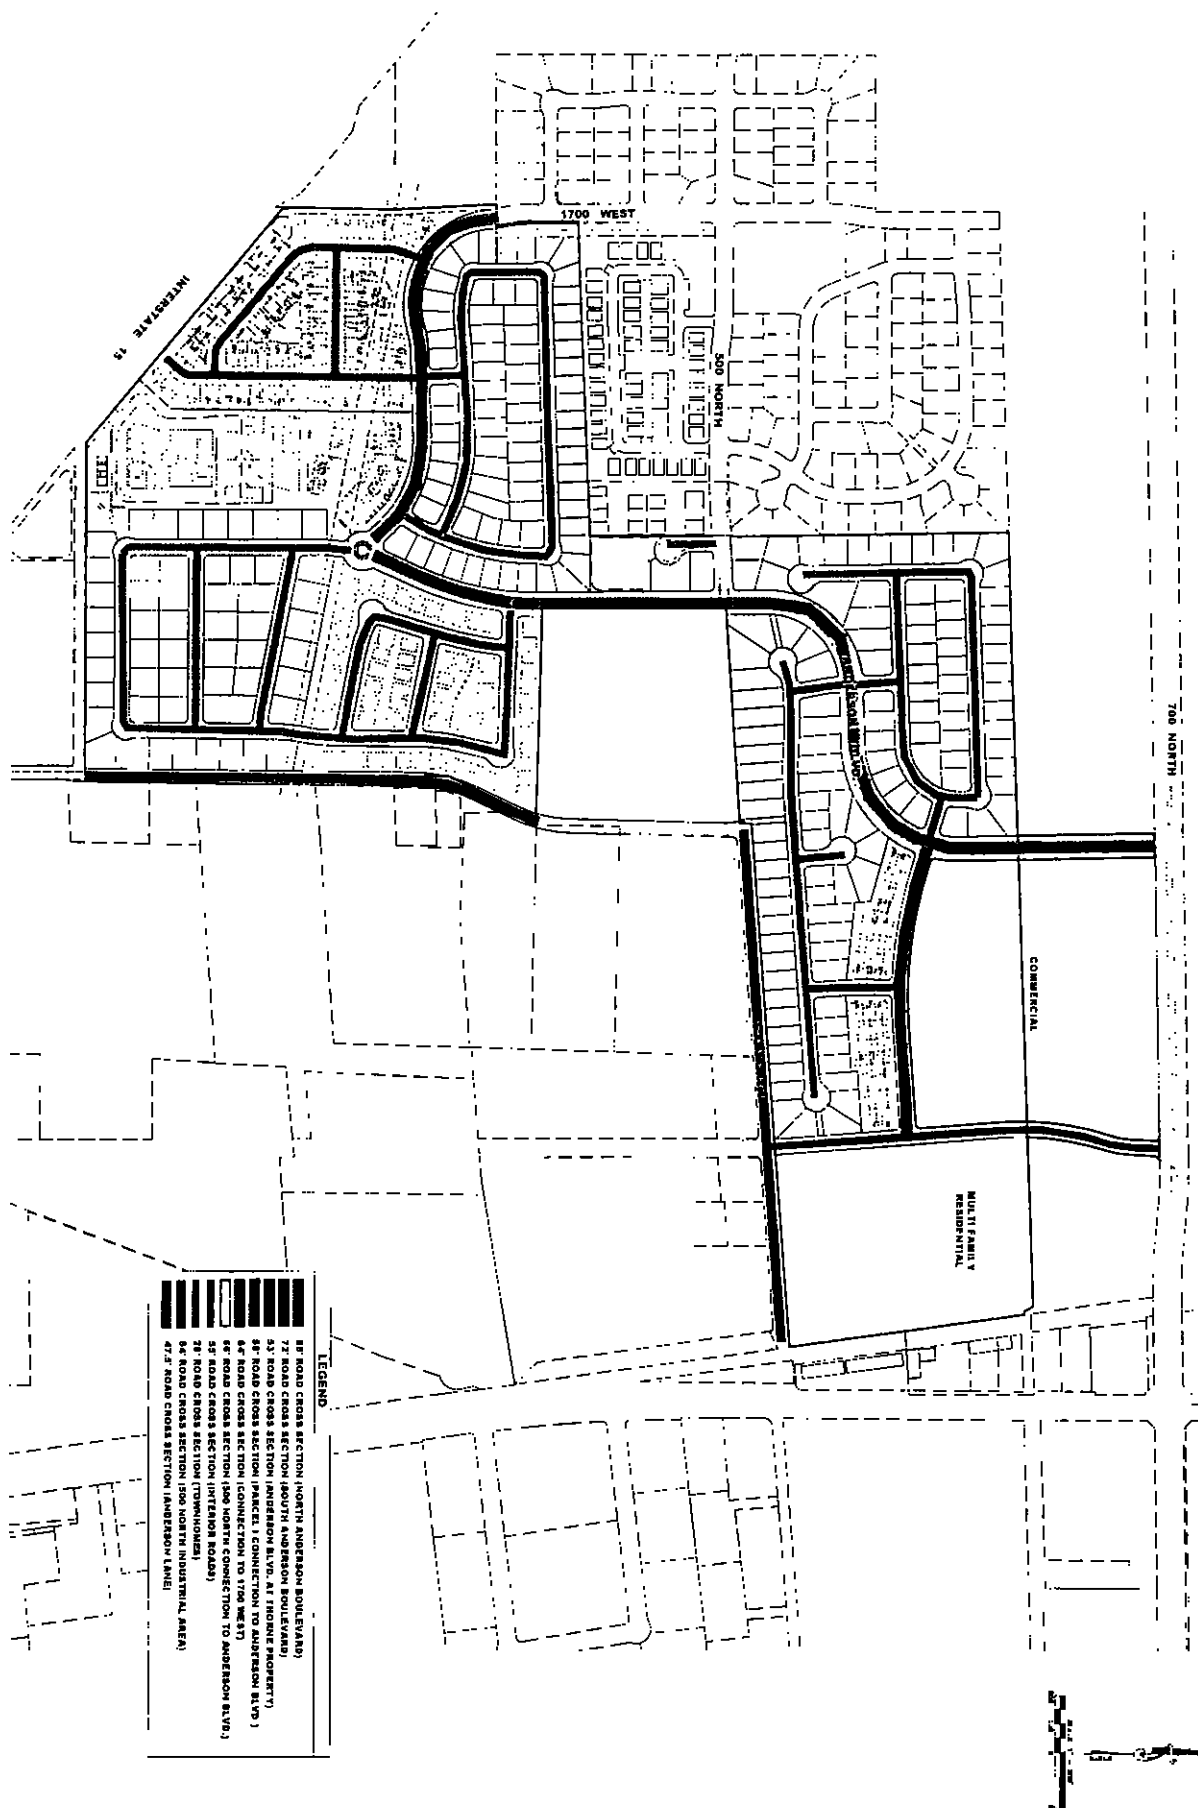 1700 WEST
INTERSTATE 15
500 NORTH
700 NORTH
COMMERCIAL
MULTI FAMILY
RESIDENTIAL
LEGEND
ROAD CROSS SECTION (NORTH ANDERSON BOULEVARD)
72' ROAD CROSS SECTION (SOUTH ANDERSON BOULEVARD)
53' ROAD CROSS SECTION (ANDERSON BLVD. AT THORNE PROPERTY)
ROAD CROSS SECTION (PARCEL 1 CONNECTION TO ANDERSON BLVD.)
64' ROAD CROSS SECTION (CONNECTION TO 1700 WEST)
66' ROAD CROSS SECTION (500 NORTH CONNECTION TO ANDERSON BLVD.)
55' ROAD CROSS SECTION (INTERIOR ROADS)
ROAD CROSS SECTION (TOWNHOMES)
ROAD CROSS SECTION (500 NORTH INDUSTRIAL AREA)
47.5' ROAD CROSS SECTION (ANDERSON LANE)